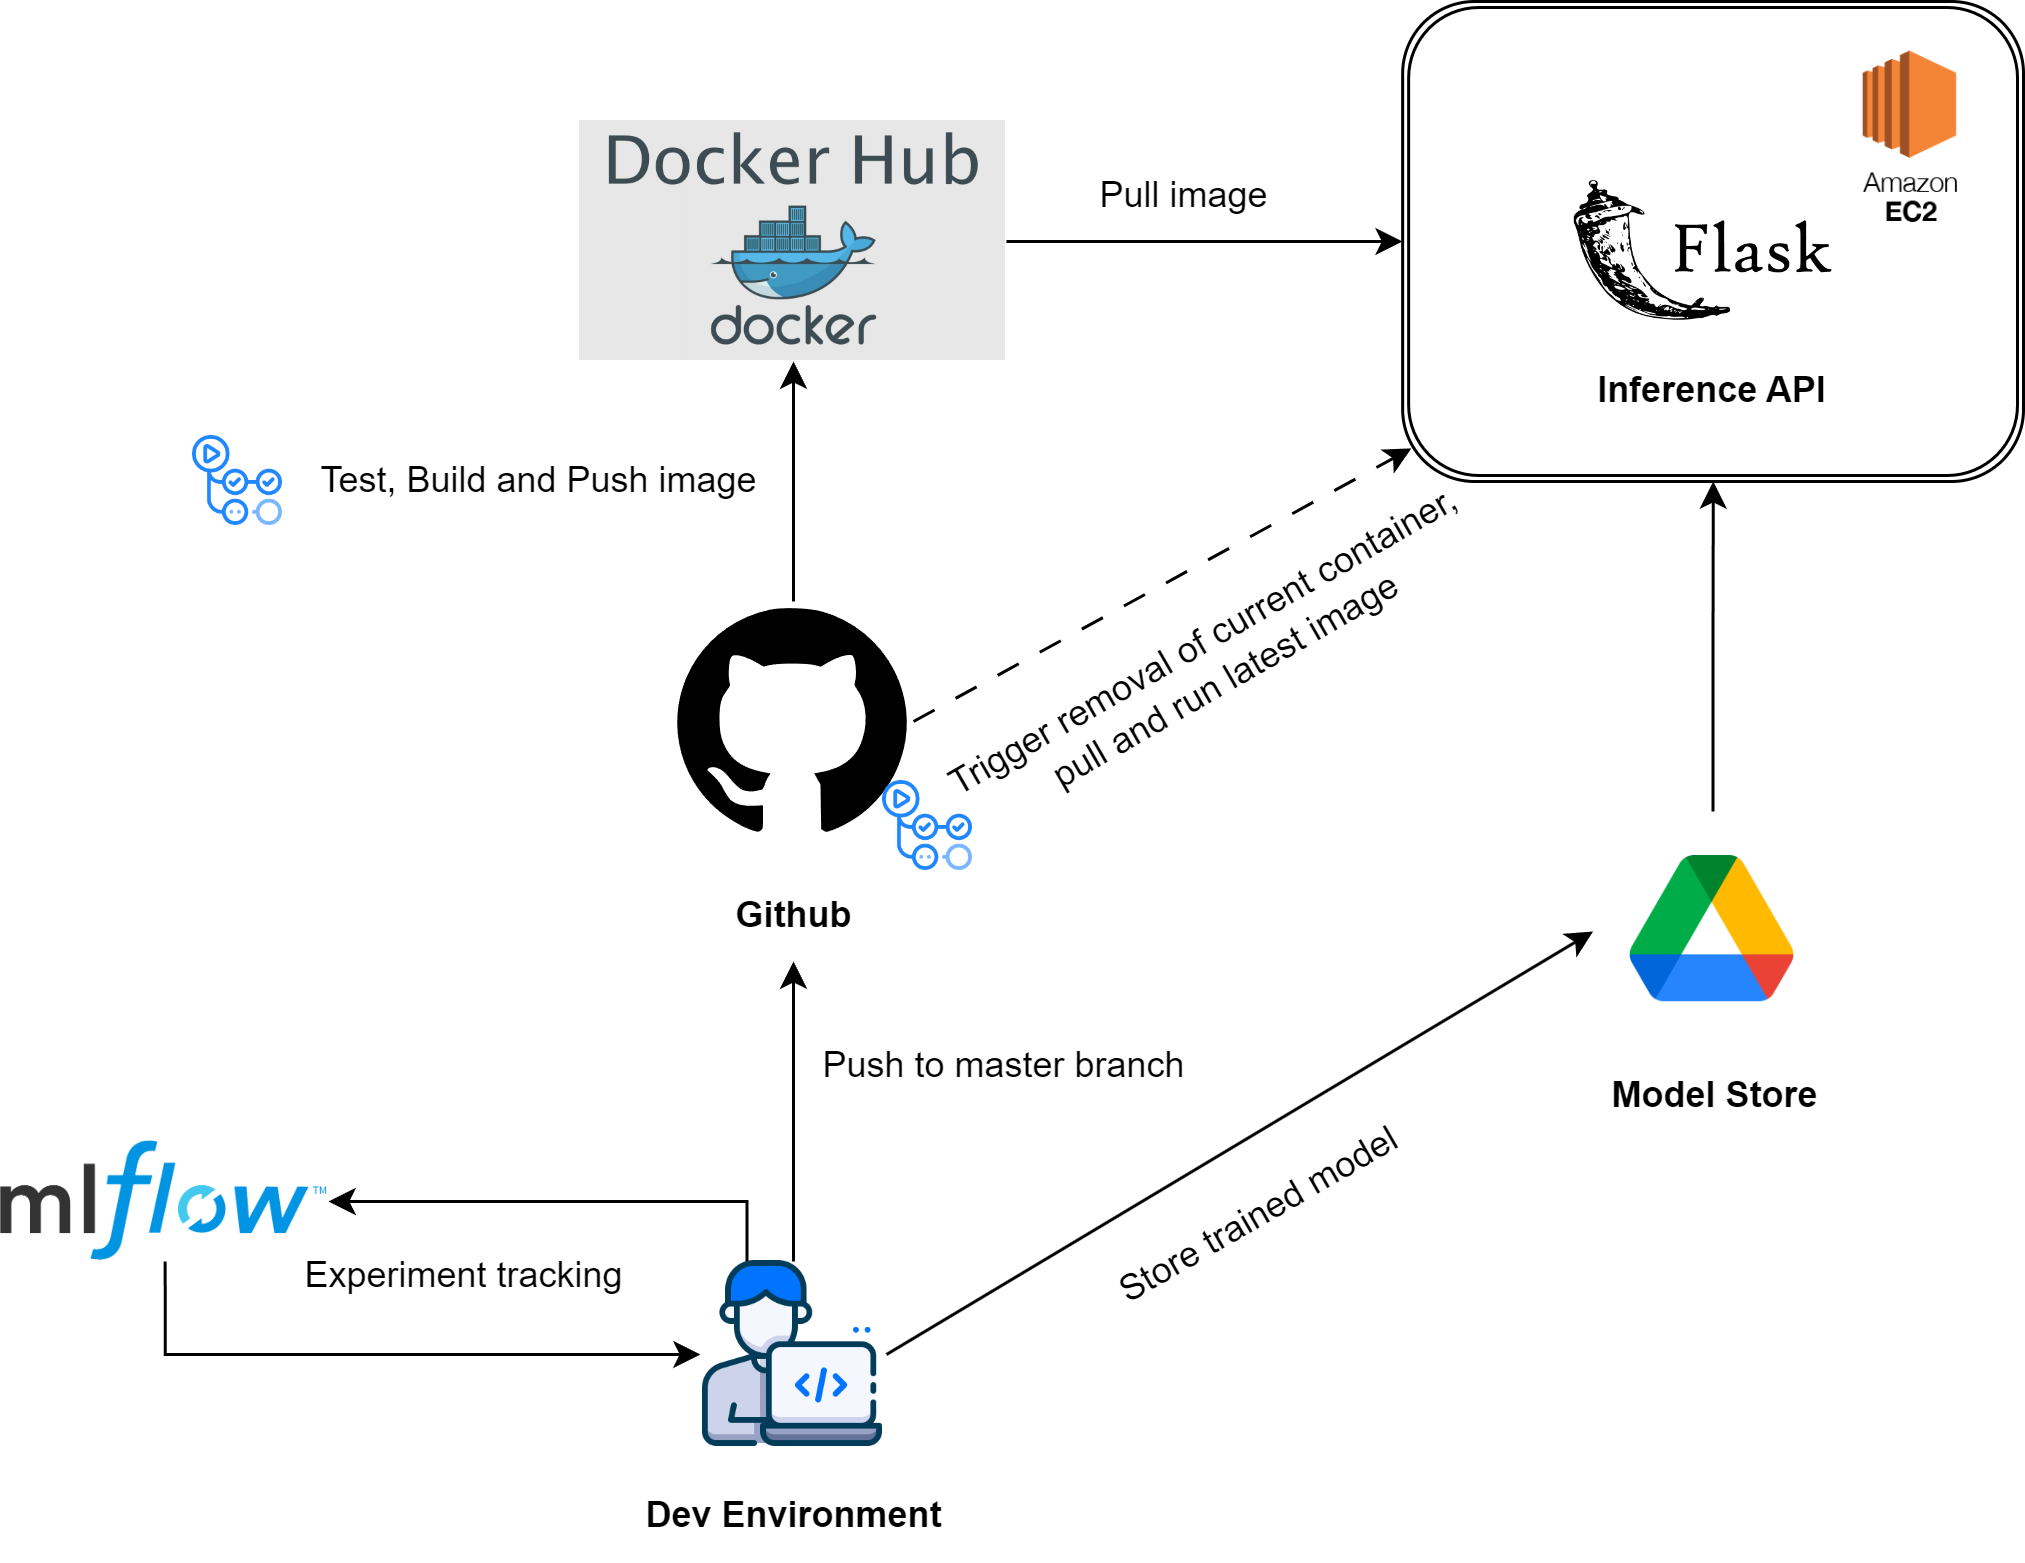 Docker Hub
docker
Pull image
Amazon
EC2
Flask
Inference API
Test, Build and Push image
Trigger removal of current container,
pull and run latest image
Github
Push to master branch
Model Store
Store trained model
mlflow™
Experiment tracking
</>
Dev Environment